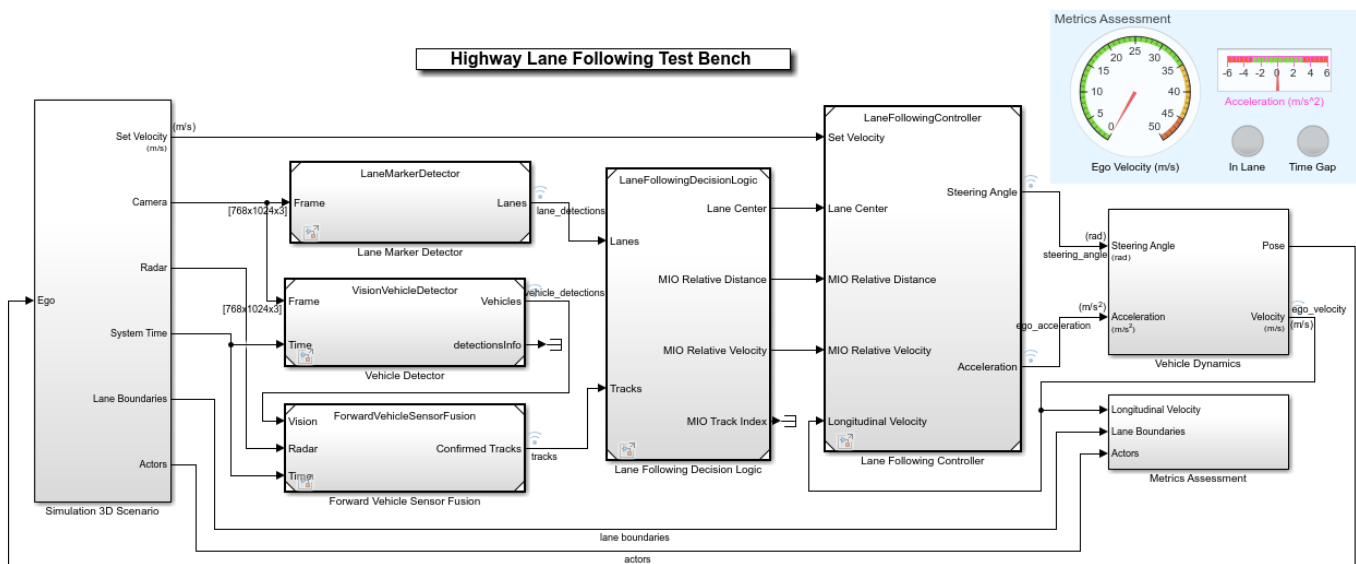 Highway Lane Following Test Bench
Metrics Assessment
0
5
10
15
20
25
30
35
40
45
50
Ego Velocity (m/s)
-6 -4 -2 0 2 4 6
Acceleration (m/s^2)
In Lane
Time Gap
Ego
Set Velocity
(m/s)
Camera
Radar
System Time
Lane Boundaries
Actors
Simulation 3D Scenario
(m/s)
[768x1024x3]
LaneMarkerDetector
Frame
Lanes
Lane Marker Detector
lane_detections
[768x1024x3]
VisionVehicleDetector
Frame
Vehicles
Time
detectionsInfo
Vehicle Detector
vehicle_detections
ForwardVehicleSensorFusion
Vision
Radar
Confirmed Tracks
Time
Forward Vehicle Sensor Fusion
tracks
LaneFollowingDecisionLogic
Lane Center
Lanes
MIO Relative Distance
MIO Relative Velocity
Tracks
MIO Track Index
Lane Following Decision Logic
LaneFollowingController
Set Velocity
Steering Angle
Lane Center
MIO Relative Distance
MIO Relative Velocity
Acceleration
Longitudinal Velocity
Lane Following Controller
(rad)
steering_angle
(m/s²)
ego_acceleration
Steering Angle
(rad)
Pose
Acceleration
(m/s²)
Velocity
(m/s)
Vehicle Dynamics
ego_velocity
(m/s)
Longitudinal Velocity
Lane Boundaries
Actors
Metrics Assessment
lane boundaries
actors